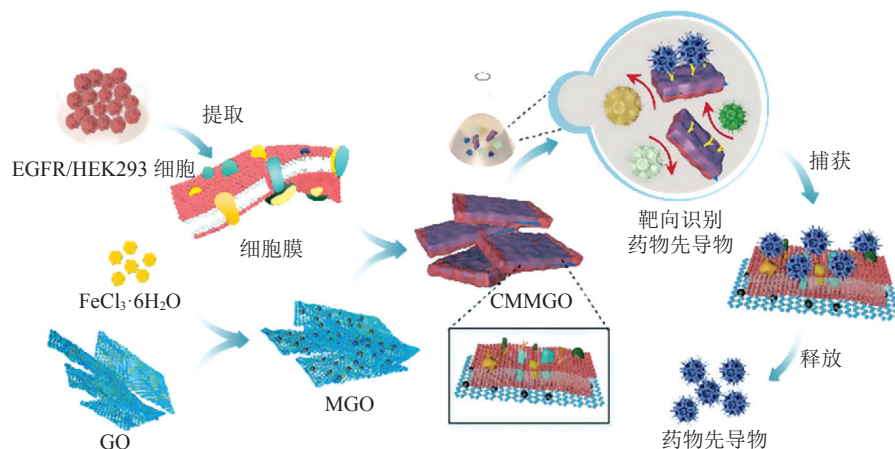 提取
EGFR/HEK293 细胞
细胞膜
FeCl₃·6H₂O
GO
MGO
CMMGO
靶向识别
药物先导物
捕获
释放
药物先导物